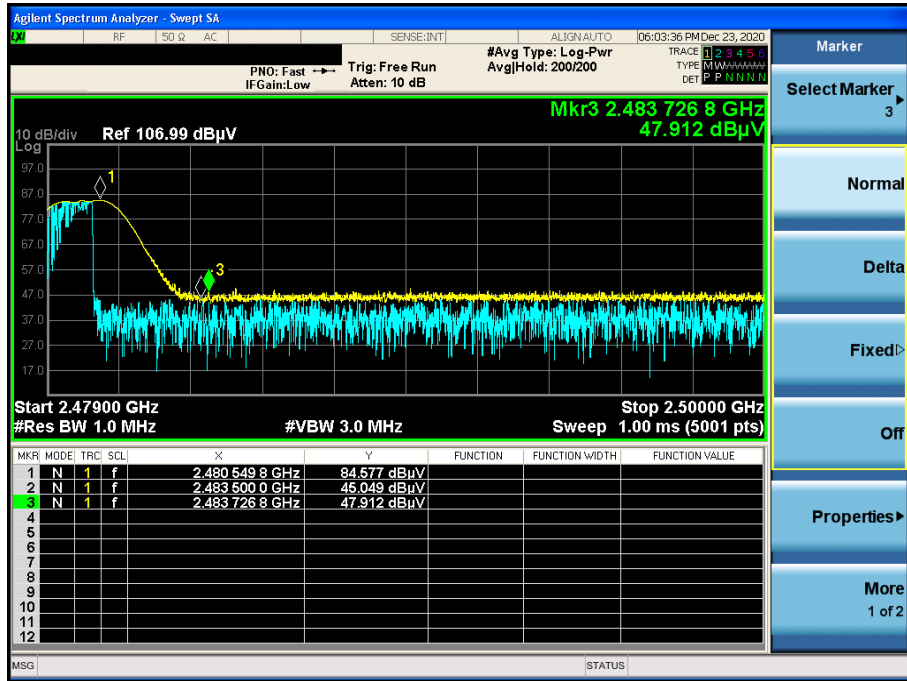 Agilent Spectrum Analyzer - Swept SA
LXI RF 50 Ω AC SENSE:INT ALIGN AUTO 06:03:36 PM Dec 23, 2020
PNO: Fast Trig: Free Run #Avg Type: Log-Pwr TRACE 1 2 3 4 5 6
IFGain:Low Atten: 10 dB Avg|Hold: 200/200 TYPE M W W W W W
DET P P N N N N
Mkr3 2.483 726 8 GHz
47.912 dBµV
10 dB/div Ref 106.99 dBµV
Log
97.0
87.0
77.0
67.0
57.0
47.0
37.0
27.0
17.0
1
3
Start 2.47900 GHz Stop 2.50000 GHz
#Res BW 1.0 MHz #VBW 3.0 MHz Sweep 1.00 ms (5001 pts)
MKR MODE TRC SCL X Y FUNCTION FUNCTION WIDTH FUNCTION VALUE
1 N 1 f 2.480 549 8 GHz 84.577 dBµV
2 N 1 f 2.483 500 0 GHz 45.049 dBµV
3 N 1 f 2.483 726 8 GHz 47.912 dBµV
4
5
6
7
8
9
10
11
12
MSG STATUS
Marker
Select Marker
3
Normal
Delta
Fixed
Off
Properties
More
1 of 2